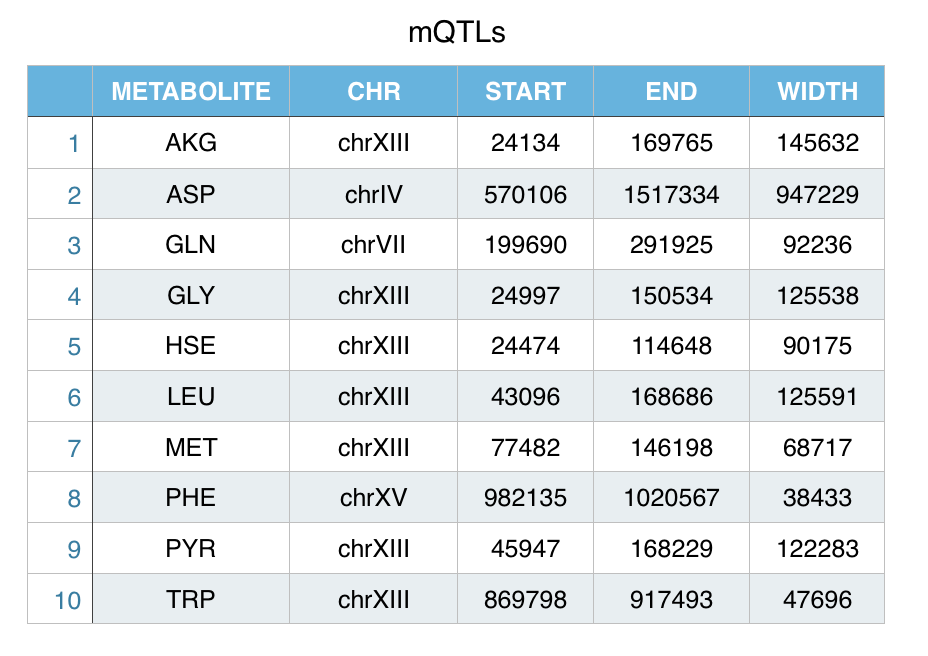 mQTLs
METABOLITE CHR START END WIDTH
1 AKG chrXIII 24134 169765 145632
2 ASP chrIV 570106 1517334 947229
3 GLN chrVII 199690 291925 92236
4 GLY chrXIII 24997 150534 125538
5 HSE chrXIII 24474 114648 90175
6 LEU chrXIII 43096 168686 125591
7 MET chrXIII 77482 146198 68717
8 PHE chrXV 982135 1020567 38433
9 PYR chrXIII 45947 168229 122283
10 TRP chrXIII 869798 917493 47696